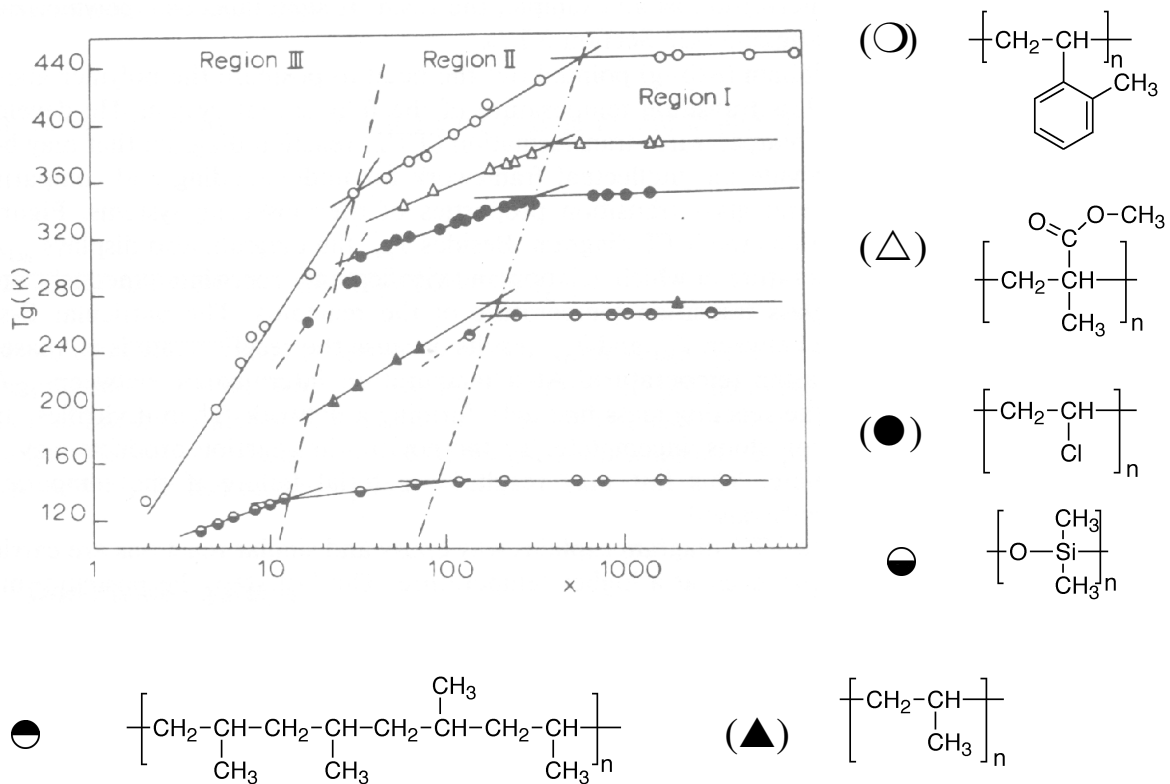 Region III
Region II
Region I
440
400
360
320
280
240
200
160
120
Tg(K)
1
10
100
1000
x
CH2
CH
n
CH3
O
O
CH3
CH2
C
CH3
n
CH2
CH
Cl
n
CH3
O
Si
CH3
n
CH3
CH2
CH
CH2
CH
CH2
CH
CH2
CH
n
CH3
CH3
CH3
CH2
CH
CH3
n